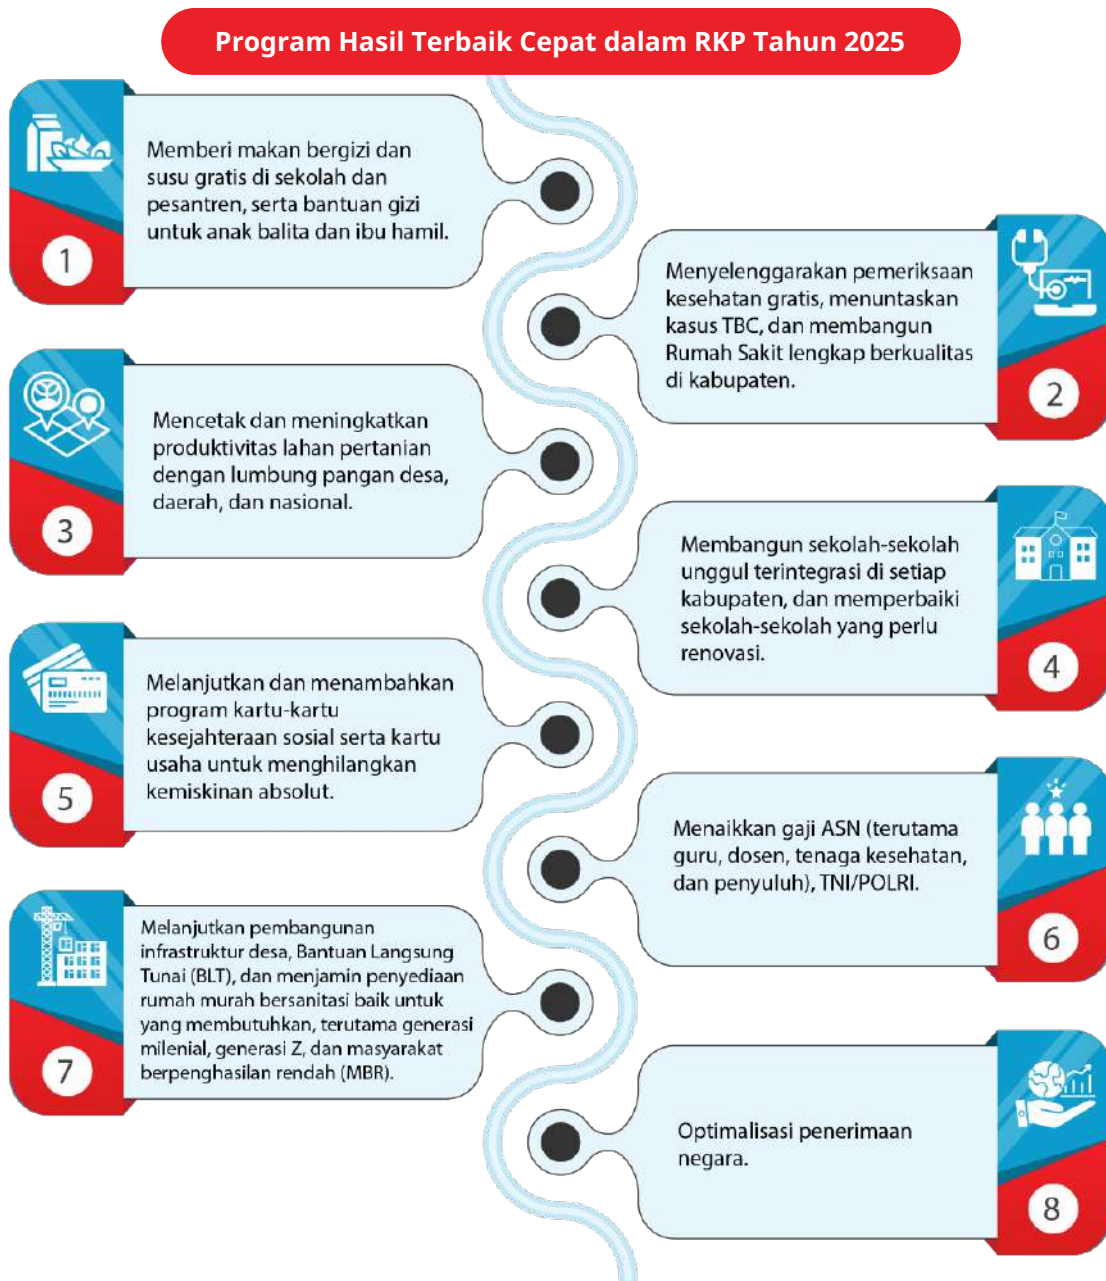 Program Hasil Terbaik Cepat dalam RKP Tahun 2025
Memberi makan bergizi dan
susu gratis di sekolah dan
pesantren, serta bantuan gizi
untuk anak balita dan ibu hamil.
1
Menyelenggarakan pemeriksaan
kesehatan gratis, menuntaskan
kasus TBC, dan membangun
Rumah Sakit lengkap berkualitas
di kabupaten.
2
Mencetak dan meningkatkan
produktivitas lahan pertanian
dengan lumbung pangan desa,
daerah, dan nasional.
3
Membangun sekolah-sekolah
unggul terintegrasi di setiap
kabupaten, dan memperbaiki
sekolah-sekolah yang perlu
renovasi.
4
Melanjutkan dan menambahkan
program kartu-kartu
kesejahteraan sosial serta kartu
usaha untuk menghilangkan
kemiskinan absolut.
5
Menaikkan gaji ASN (terutama
guru, dosen, tenaga kesehatan,
dan penyuluh), TNI/POLRI.
6
Melanjutkan pembangunan
infrastruktur desa, Bantuan Langsung
Tunai (BLT), dan menjamin penyediaan
rumah murah bersanitasi baik untuk
yang membutuhkan, terutama generasi
milenial, generasi Z, dan masyarakat
berpenghasilan rendah (MBR).
7
Optimalisasi penerimaan
negara.
8